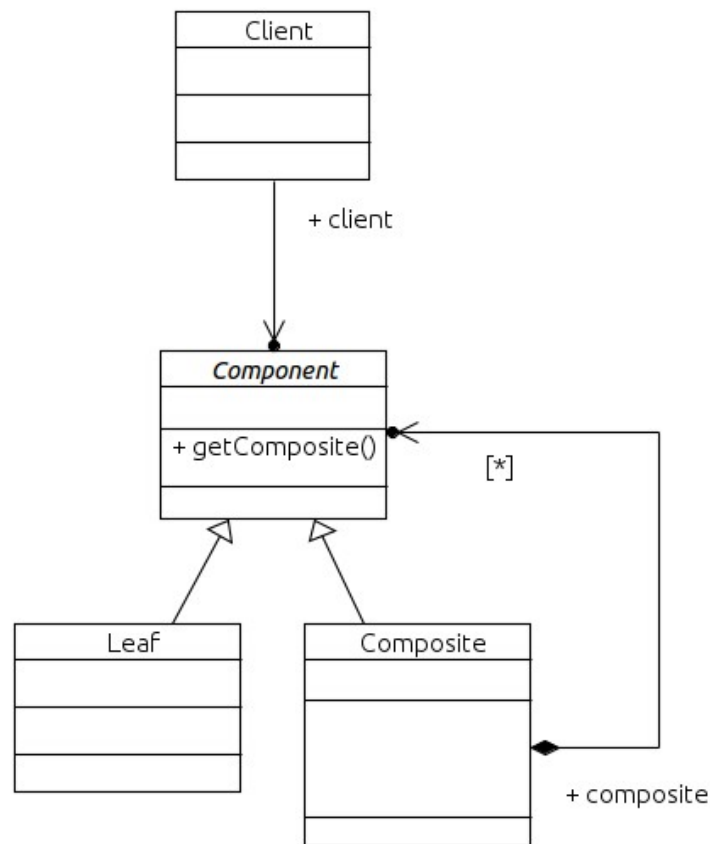 Client
+ client
Component
+ getComposite()
[*]
Leaf
Composite
+ composite